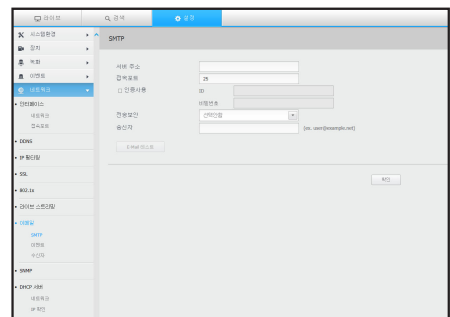 라이브
검색
설정
시스템환경
장치
녹화
이벤트
네트워크
인터페이스
네트워크
접속포트
DDNS
IP 필터링
SSL
802.1x
라이브 스트리밍
이메일
SMTP
이벤트
수신자
SNMP
DHCP 서버
네트워크
IP 확인
SMTP
서버 주소
접속포트 25
인증사용 ID
비밀번호
전송보안 선택안함
송신자 (ex. user@example.net)
E-Mail 테스트
확인